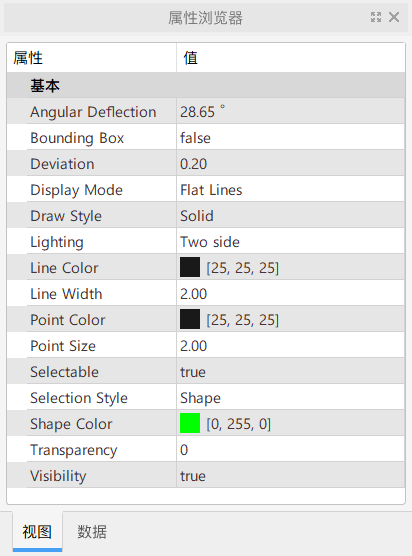 属性浏览器
属性 值
基本
Angular Deflection 28.65 °
Bounding Box false
Deviation 0.20
Display Mode Flat Lines
Draw Style Solid
Lighting Two side
Line Color [25, 25, 25]
Line Width 2.00
Point Color [25, 25, 25]
Point Size 2.00
Selectable true
Selection Style Shape
Shape Color [0, 255, 0]
Transparency 0
Visibility true
视图 数据